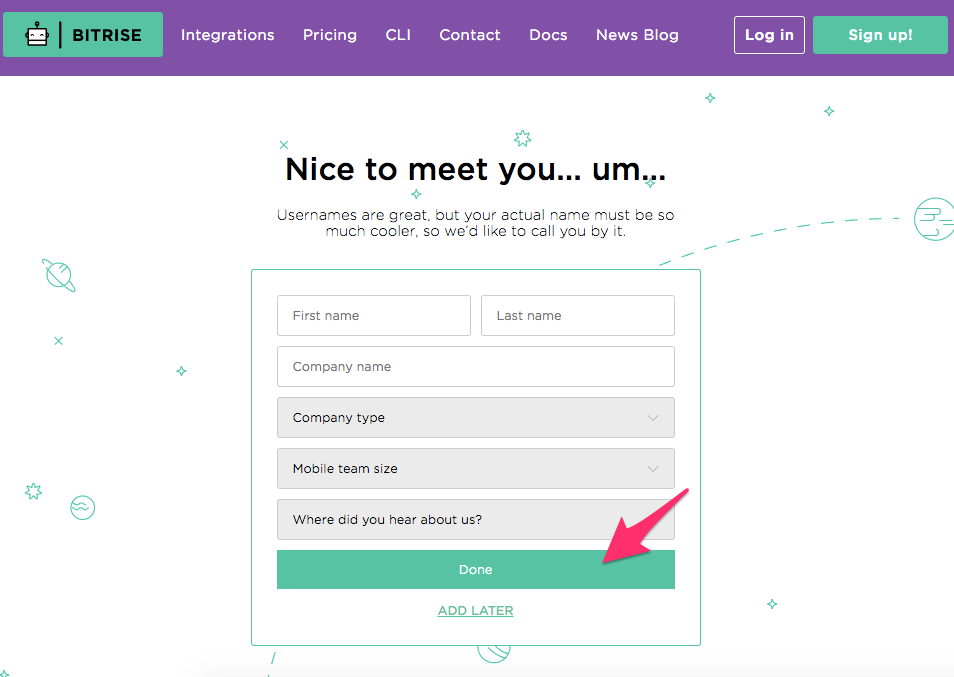 BITRISE
Integrations Pricing CLI Contact Docs News Blog Log in Sign up!
Nice to meet you... um...
Usernames are great, but your actual name must be so
much cooler, so we'd like to call you by it.
First name Last name
Company name
Company type
Mobile team size
Where did you hear about us?
Done
ADD LATER